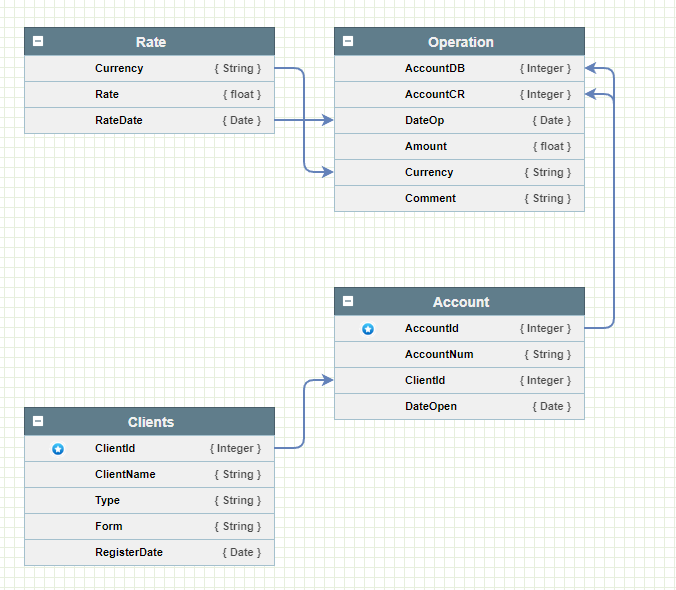 Rate
Currency { String }
Rate { float }
RateDate { Date }
Operation
AccountDB { Integer }
AccountCR { Integer }
DateOp { Date }
Amount { float }
Currency { String }
Comment { String }
Account
AccountId { Integer }
AccountNum { String }
ClientId { Integer }
DateOpen { Date }
Clients
ClientId { Integer }
ClientName { String }
Type { String }
Form { String }
RegisterDate { Date }